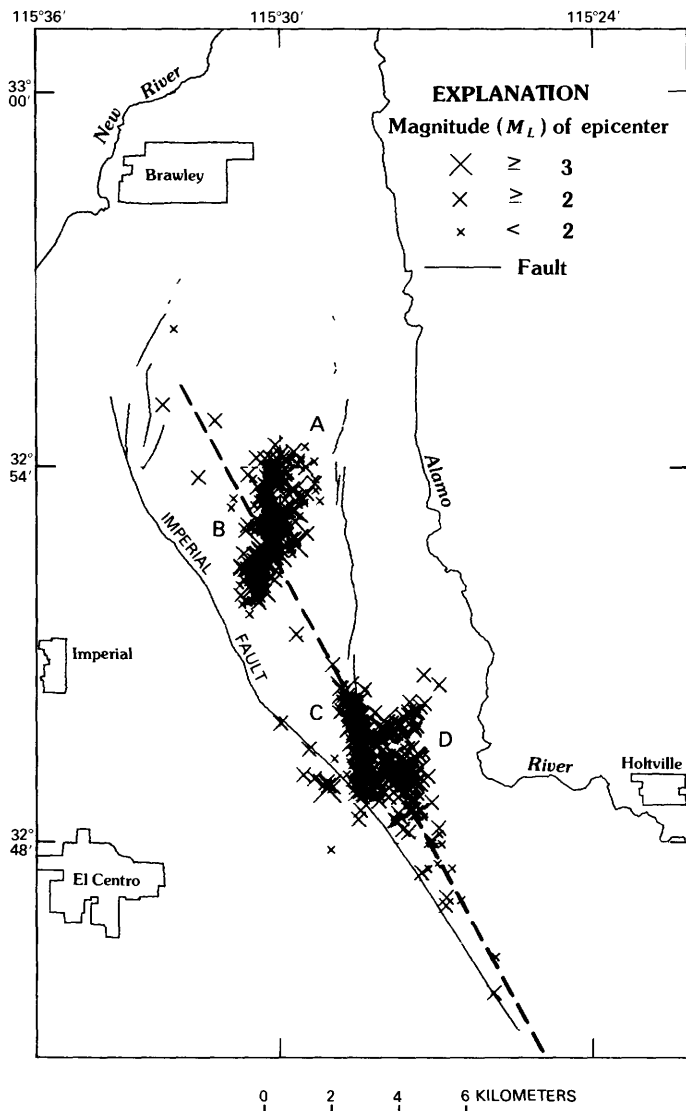 115°36′ 115°30′ 115°24′
33°
00′
New River
Brawley
EXPLANATION
Magnitude (M_L) of epicenter
≥ 3
≥ 2
< 2
Fault
A
32°
54′
Alamo
B
IMPERIAL
FAULT
Imperial
C
D
River
Holtville
32°
48′
El Centro
0 2 4 6 KILOMETERS